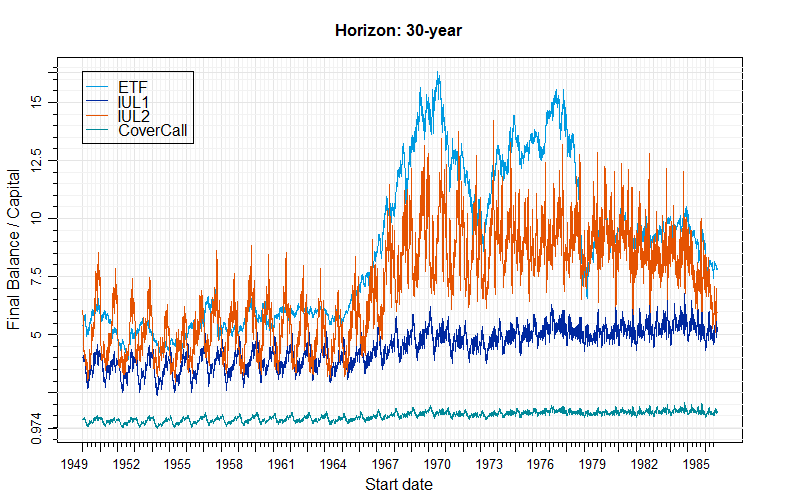 Horizon: 30-year
ETF
IUL1
IUL2
CoverCall
Final Balance / Capital
15
12.5
10
7.5
5
0.974
1949 1952 1955 1958 1961 1964 1967 1970 1973 1976 1979 1982 1985
Start date